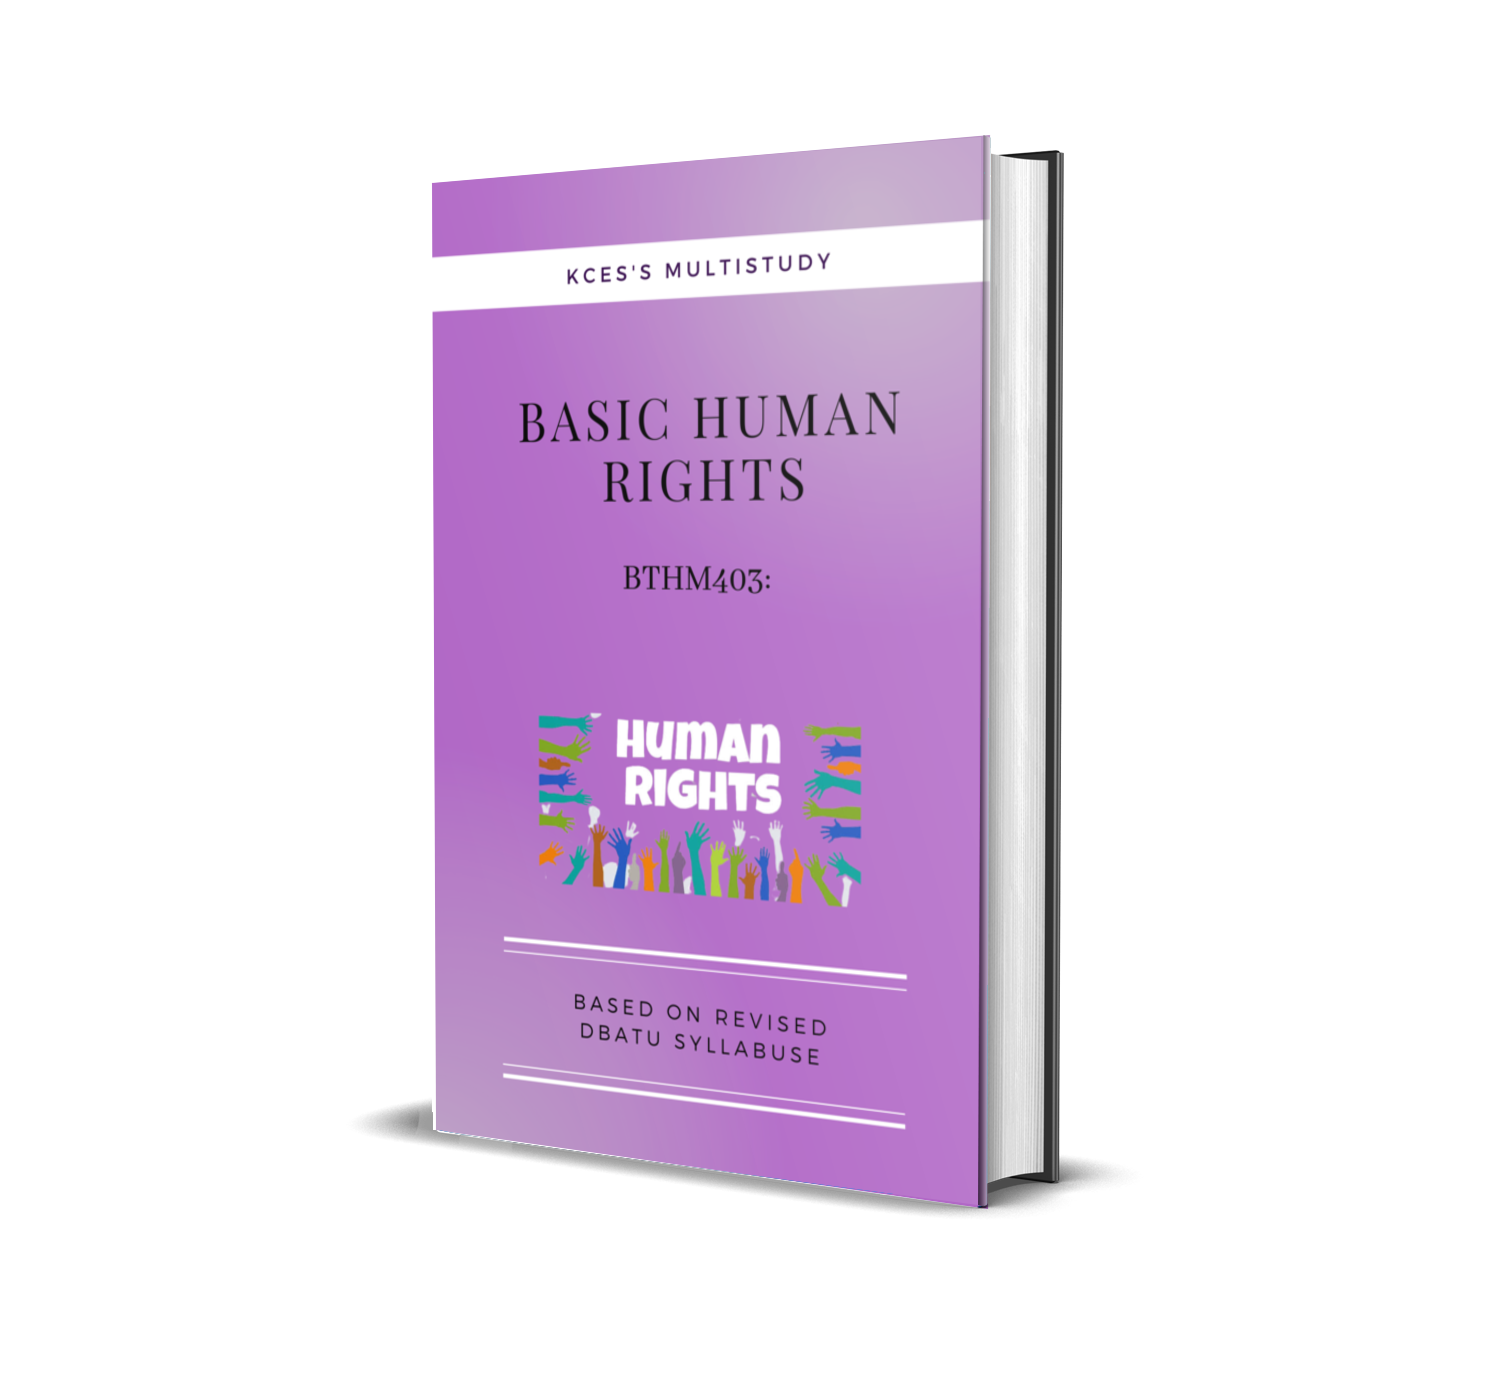 KCES'S MULTISTUDY
BASIC HUMAN
RIGHTS
BTHM403:
HUMAN
RIGHTS
BASED ON REVISED
DBATU SYLLABUSE